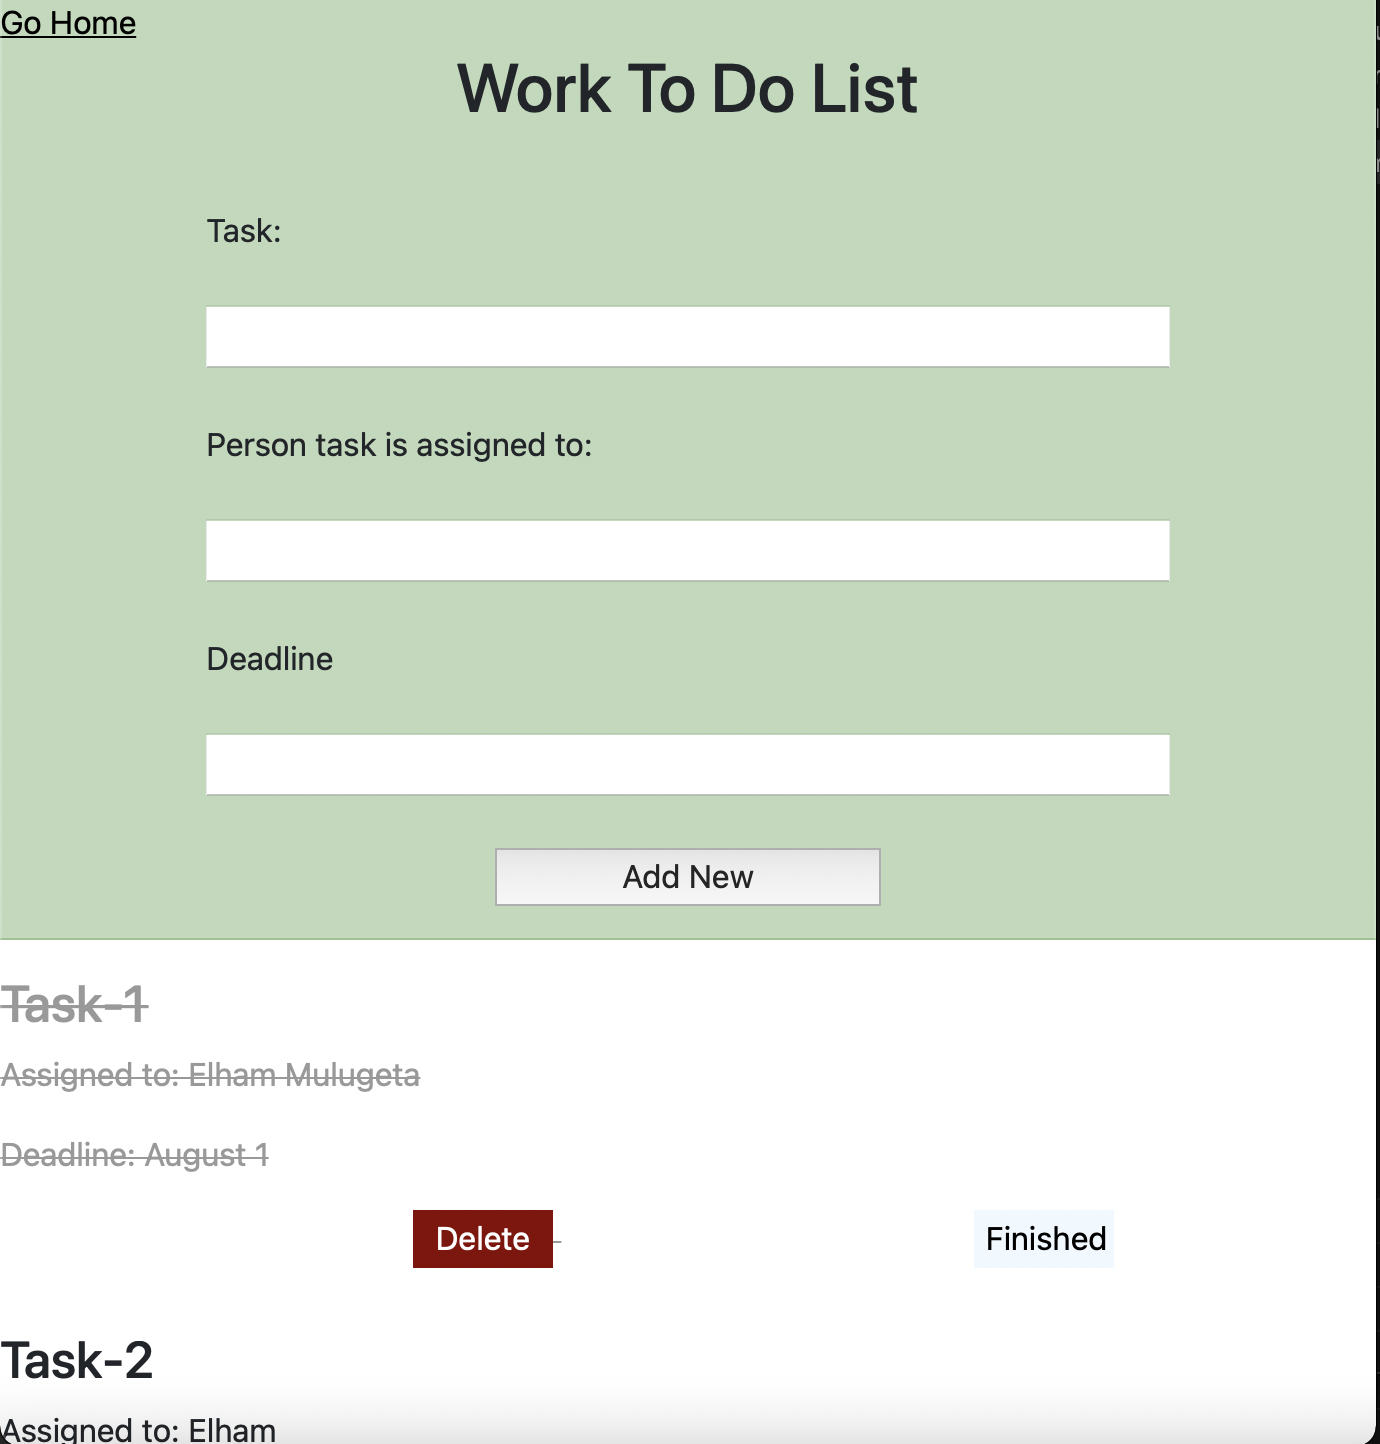 Go Home
Work To Do List
Task:
Person task is assigned to:
Deadline
Add New
Task-1
Assigned to: Elham Mulugeta
Deadline: August 1
Delete
Finished
Task-2
Assigned to: Elham